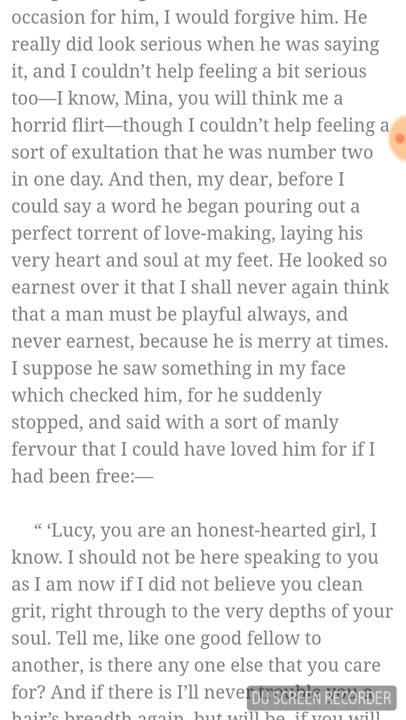 occasion for him, I would forgive him. He
really did look serious when he was saying
it, and I couldn’t help feeling a bit serious
too—I know, Mina, you will think me a
horrid flirt—though I couldn’t help feeling a
sort of exultation that he was number two
in one day. And then, my dear, before I
could say a word he began pouring out a
perfect torrent of love-making, laying his
very heart and soul at my feet. He looked so
earnest over it that I shall never again think
that a man must be playful always, and
never earnest, because he is merry at times.
I suppose he saw something in my face
which checked him, for he suddenly
stopped, and said with a sort of manly
fervour that I could have loved him for if I
had been free:—
“ ‘Lucy, you are an honest-hearted girl, I
know. I should not be here speaking to you
as I am now if I did not believe you clean
grit, right through to the very depths of your
soul. Tell me, like one good fellow to
another, is there any one else that you care
for? And if there is I’ll never trouble you a
DU SCREEN RECORDER
hair’s breadth again, but will be, if you will